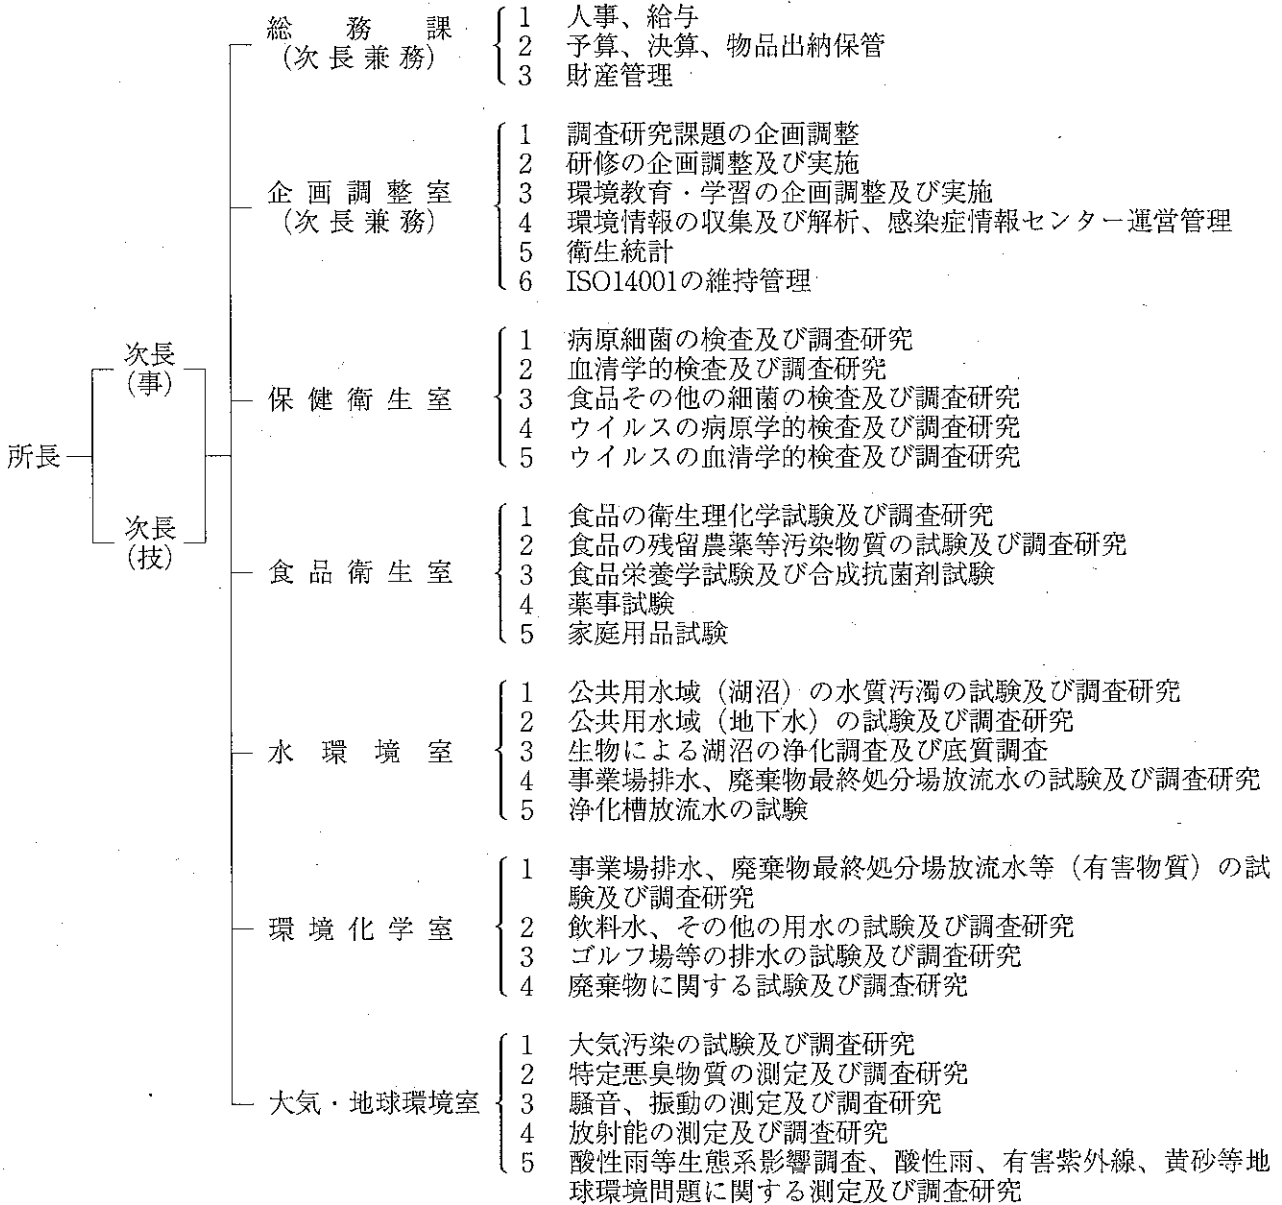 所長
次長
(事)
次長
(技)
総務課
(次長兼務)
1 人事、給与
2 予算、決算、物品出納保管
3 財産管理
企画調整室
(次長兼務)
1 調査研究課題の企画調整
2 研修の企画調整及び実施
3 環境教育・学習の企画調整及び実施
4 環境情報の収集及び解析、感染症情報センター運営管理
5 衛生統計
6 ISO14001の維持管理
保健衛生室
1 病原細菌の検査及び調査研究
2 血清学的検査及び調査研究
3 食品その他の細菌の検査及び調査研究
4 ウイルスの病原学的検査及び調査研究
5 ウイルスの血清学的検査及び調査研究
食品衛生室
1 食品の衛生理化学試験及び調査研究
2 食品の残留農薬等汚染物質の試験及び調査研究
3 食品栄養学試験及び合成抗菌剤試験
4 薬事試験
5 家庭用品試験
水環境室
1 公共用水域（湖沼）の水質汚濁の試験及び調査研究
2 公共用水域（地下水）の試験及び調査研究
3 生物による湖沼の浄化調査及び底質調査
4 事業場排水、廃棄物最終処分場放流水の試験及び調査研究
5 浄化槽放流水の試験
環境化学室
1 事業場排水、廃棄物最終処分場放流水等（有害物質）の試
験及び調査研究
2 飲料水、その他の用水の試験及び調査研究
3 ゴルフ場等の排水の試験及び調査研究
4 廃棄物に関する試験及び調査研究
大気・地球環境室
1 大気汚染の試験及び調査研究
2 特定悪臭物質の測定及び調査研究
3 騒音、振動の測定及び調査研究
4 放射能の測定及び調査研究
5 酸性雨等生態系影響調査、酸性雨、有害紫外線、黄砂等地
球環境問題に関する測定及び調査研究